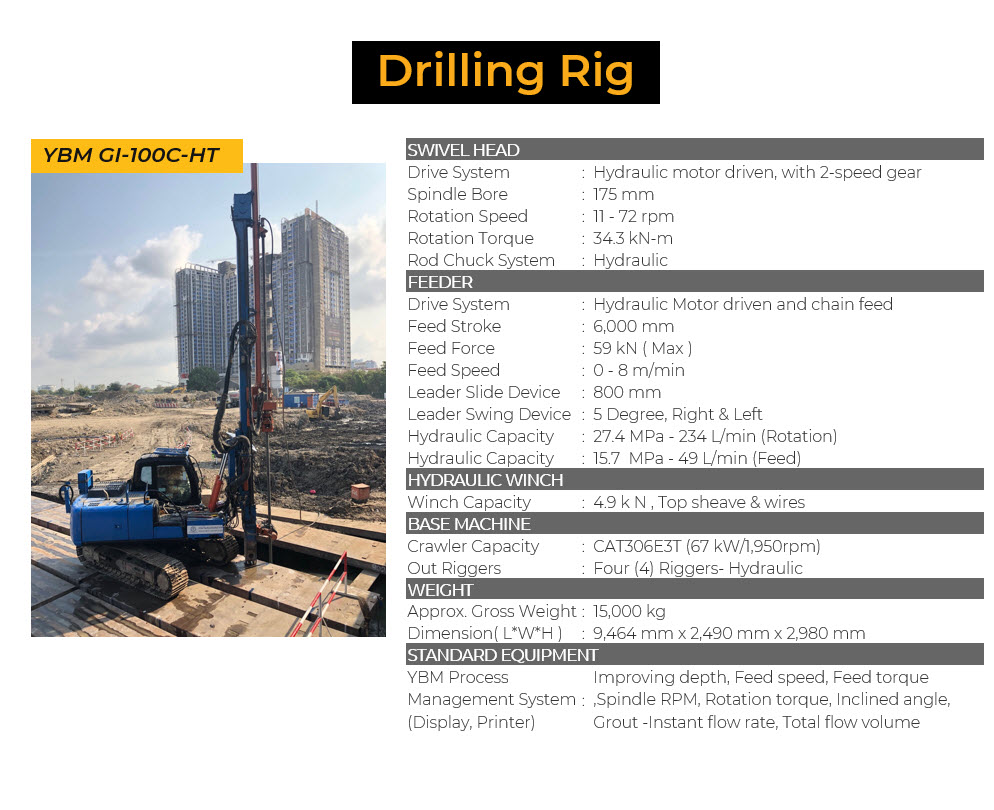 Drilling Rig
YBM GI-100C-HT
SWIVEL HEAD
Drive System : Hydraulic motor driven, with 2-speed gear
Spindle Bore : 175 mm
Rotation Speed : 11 - 72 rpm
Rotation Torque : 34.3 kN-m
Rod Chuck System : Hydraulic
FEEDER
Drive System : Hydraulic Motor driven and chain feed
Feed Stroke : 6,000 mm
Feed Force : 59 kN ( Max )
Feed Speed : 0 - 8 m/min
Leader Slide Device : 800 mm
Leader Swing Device : 5 Degree, Right & Left
Hydraulic Capacity : 27.4 MPa - 234 L/min (Rotation)
Hydraulic Capacity : 15.7 MPa - 49 L/min (Feed)
HYDRAULIC WINCH
Winch Capacity : 4.9 k N , Top sheave & wires
BASE MACHINE
Crawler Capacity : CAT306E3T (67 kW/1,950rpm)
Out Riggers : Four (4) Riggers- Hydraulic
WEIGHT
Approx. Gross Weight : 15,000 kg
Dimension( L*W*H ) : 9,464 mm x 2,490 mm x 2,980 mm
STANDARD EQUIPMENT
YBM Process Improving depth, Feed speed, Feed torque
Management System : ,Spindle RPM, Rotation torque, Inclined angle,
(Display, Printer) Grout -Instant flow rate, Total flow volume